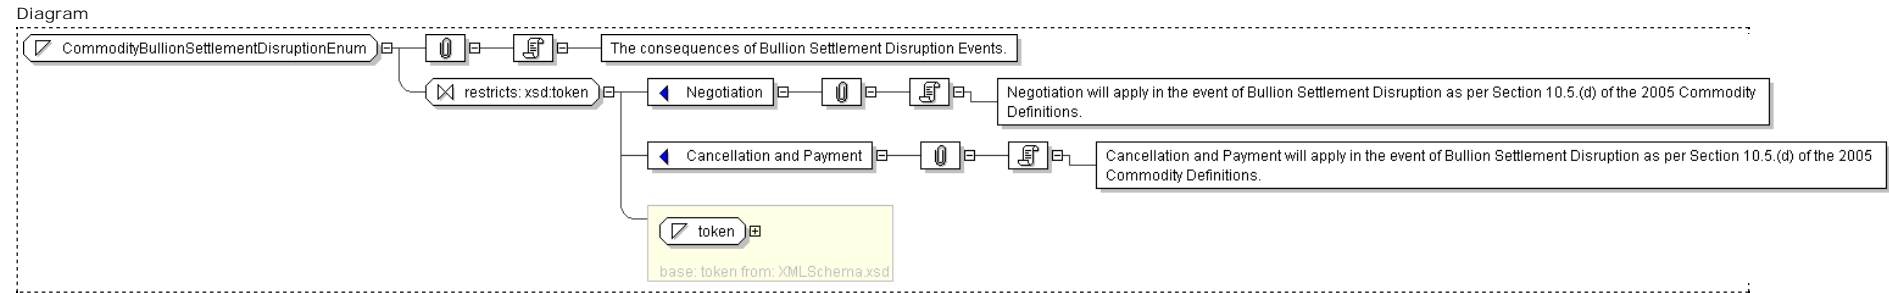 Diagram
CommodityBullionSettlementDisruptionEnum
The consequences of Bullion Settlement Disruption Events.
restricts: xsd:token
Negotiation
Negotiation will apply in the event of Bullion Settlement Disruption as per Section 10.5.(d) of the 2005 Commodity
Definitions.
Cancellation and Payment
Cancellation and Payment will apply in the event of Bullion Settlement Disruption as per Section 10.5.(d) of the 2005
Commodity Definitions.
token
base: token from: XMLSchema.xsd